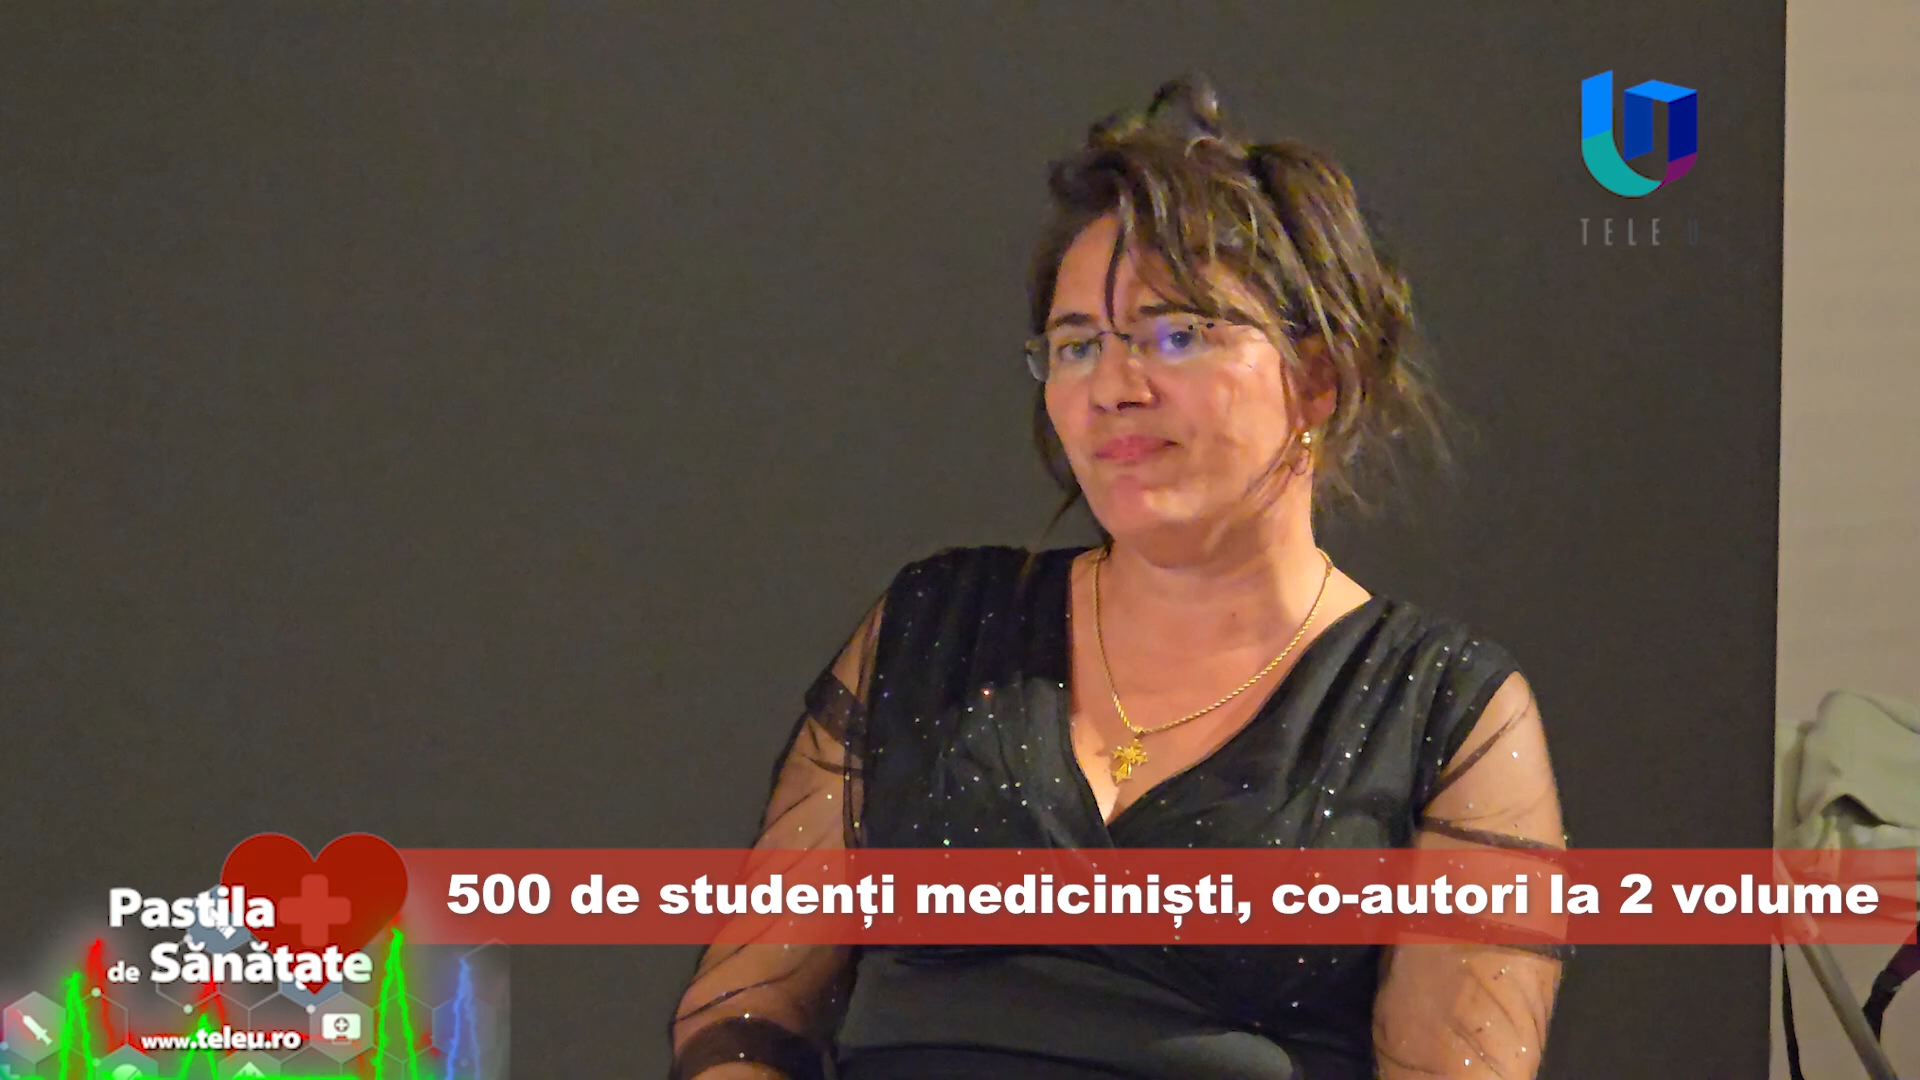 TELE U
500 de studenți mediciniști, co-autori la 2 volume
Pastila
de Sănătate
www.teleu.ro